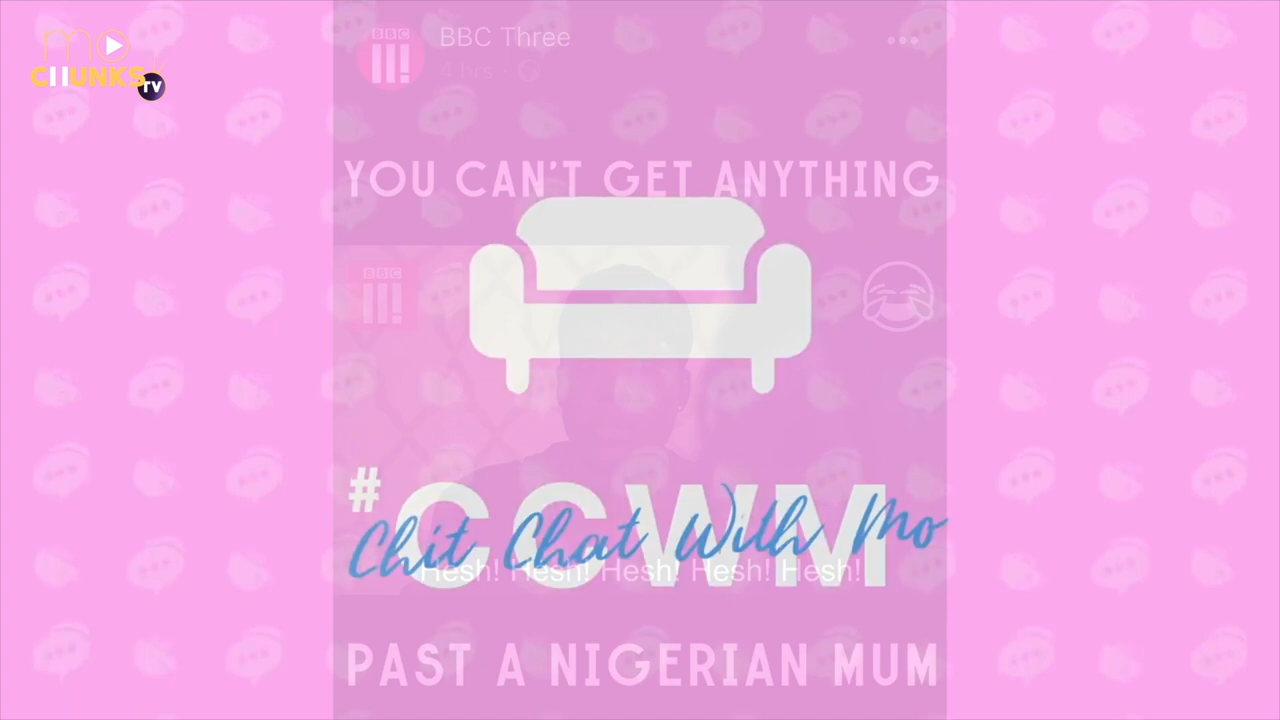 mo
CHUNKS
TV
BBC Three
4 hrs
YOU CAN'T GET ANYTHING
BBC
BBC
#CCWM
Chit Chat With Mo
Hesh! Hesh! Hesh! Hesh! Hesh!
PAST A NIGERIAN MUM